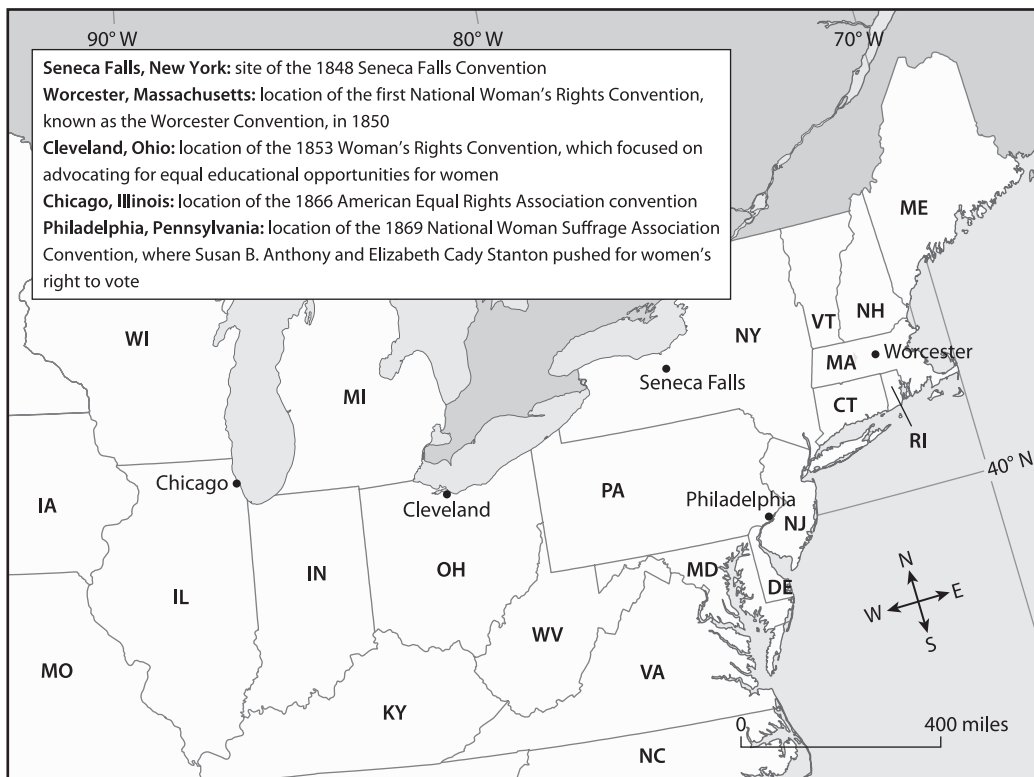 90° W
80° W
70° W
Seneca Falls, New York: site of the 1848 Seneca Falls Convention
Worcester, Massachusetts: location of the first National Woman's Rights Convention,
known as the Worcester Convention, in 1850
Cleveland, Ohio: location of the 1853 Woman's Rights Convention, which focused on
advocating for equal educational opportunities for women
Chicago, Illinois: location of the 1866 American Equal Rights Association convention
Philadelphia, Pennsylvania: location of the 1869 National Woman Suffrage Association
Convention, where Susan B. Anthony and Elizabeth Cady Stanton pushed for women's
right to vote
ME
WI
NY
VT
NH
MA
Worcester
Seneca Falls
MI
CT
RI
40° N
Chicago
Cleveland
IA
PA
Philadelphia
NJ
IL
IN
OH
MD
DE
N
W
E
S
WV
MO
VA
KY
0
400 miles
NC